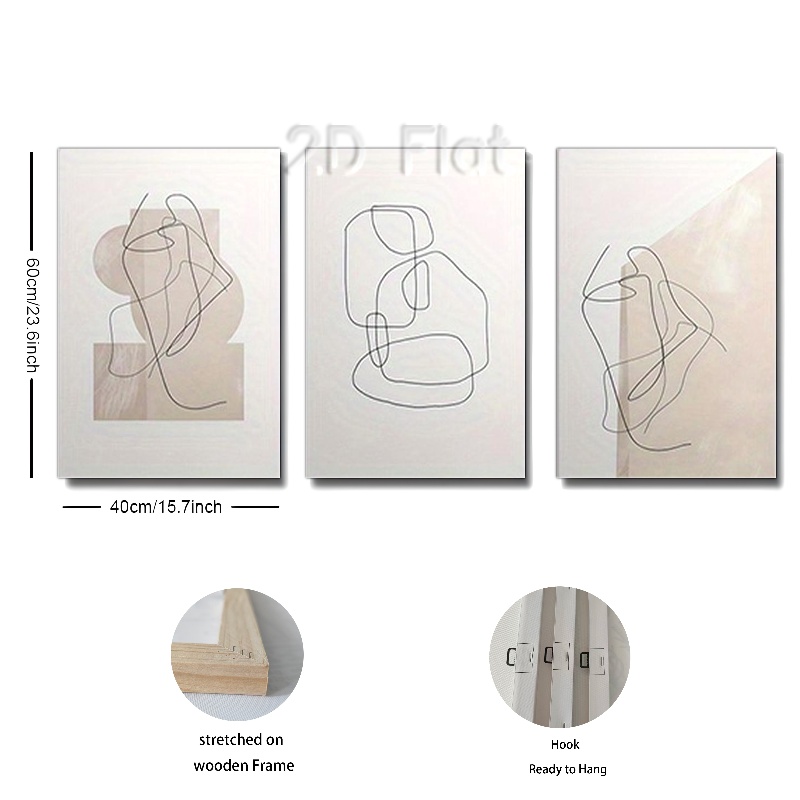 2D Flat
60cm/23.6inch
40cm/15.7inch
stretched on
wooden Frame
Hook
Ready to Hang